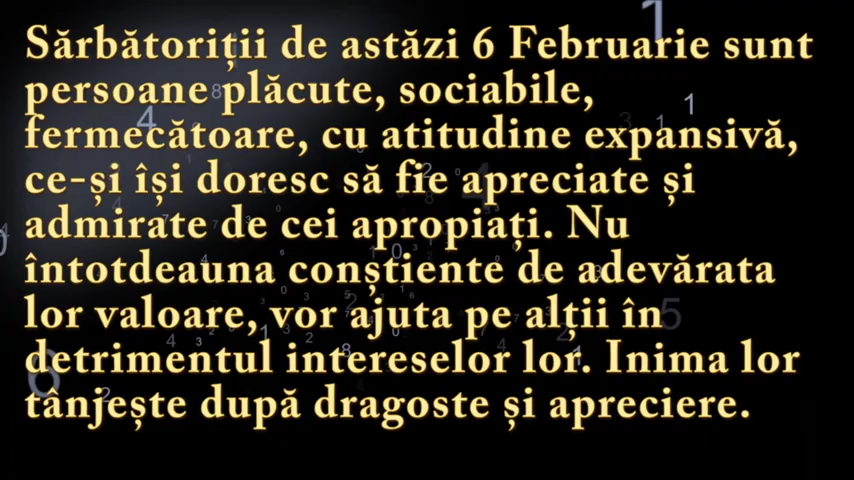 Sărbătoriții de astăzi 6 Februarie sunt
persoane plăcute, sociabile,
fermecătoare, cu atitudine expansivă,
ce-și își doresc să fie apreciate și
admirate de cei apropiați. Nu
întotdeauna conștiente de adevărata
lor valoare, vor ajuta pe alții în
detrimentul intereselor lor. Inima lor
tânjește după dragoste și apreciere.